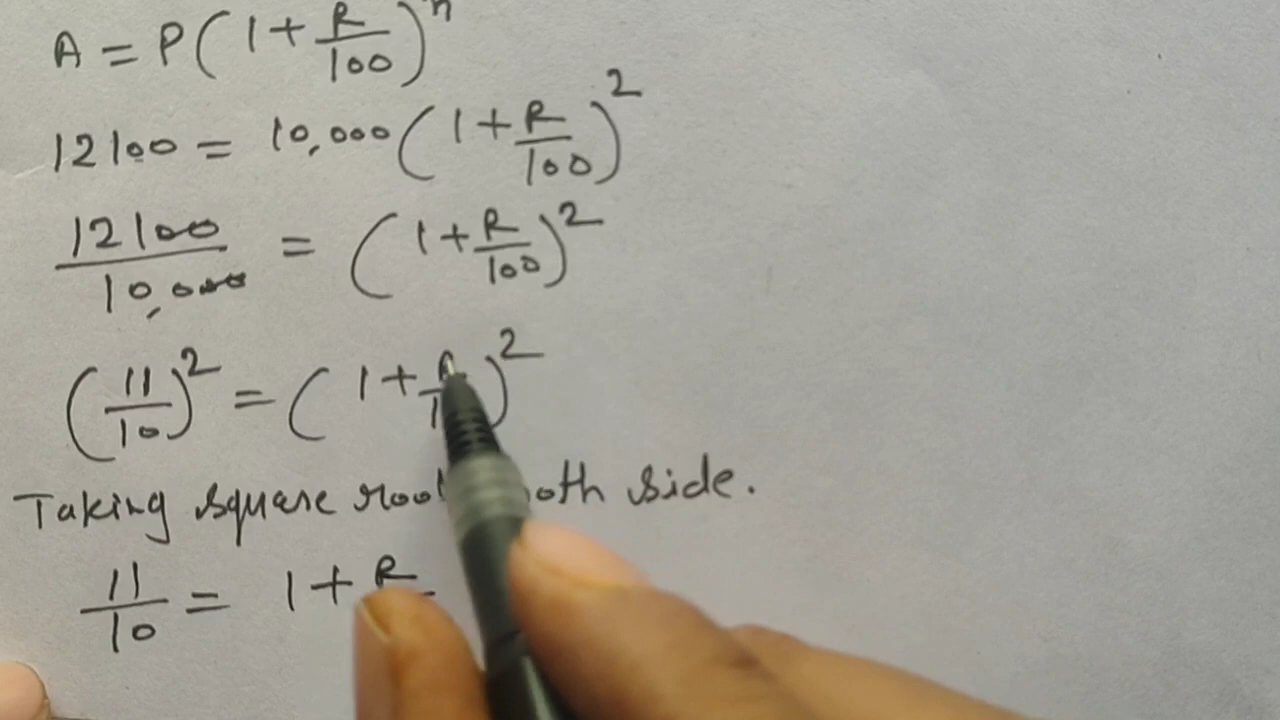 A = P(1 + R/100)^n
12100 = 10,000(1 + R/100)^2
12100/10,000 = (1 + R/100)^2
(11/10)^2 = (1 +)^2
Taking square side.
11/10 = 1 + R